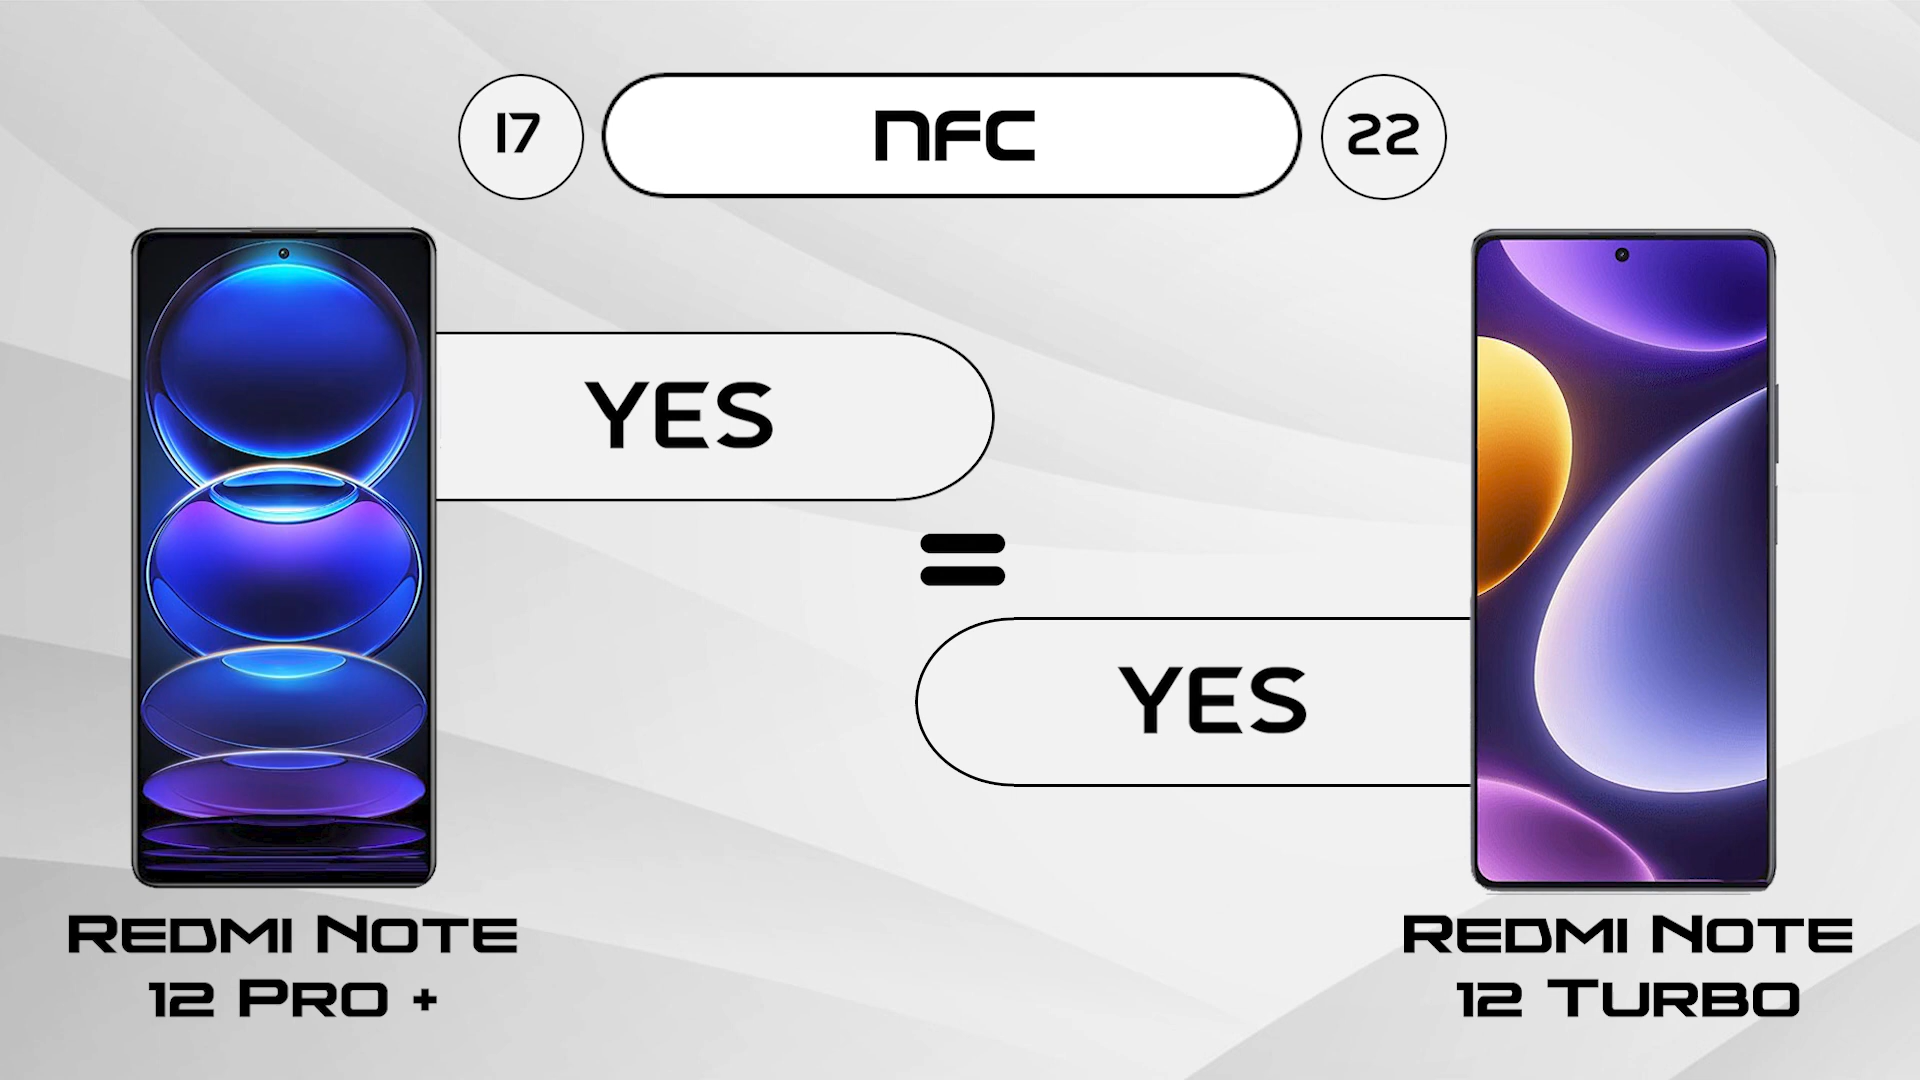 17 NFC 22
YES
=
YES
Redmi Note
12 Pro +
Redmi Note
12 Turbo